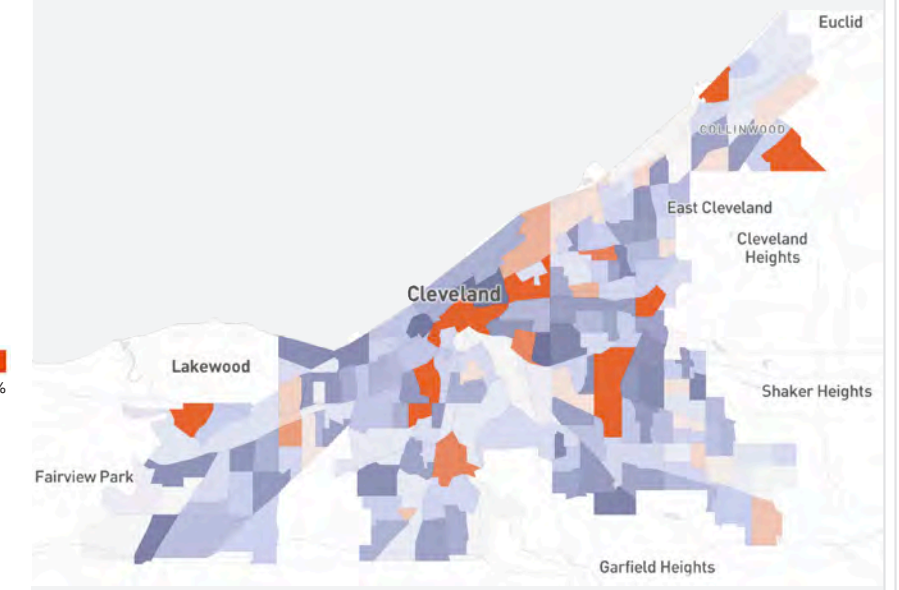 Euclid
COLLINWOOD
East Cleveland
Cleveland
Heights
Cleveland
Lakewood
%
Shaker Heights
Fairview Park
Garfield Heights